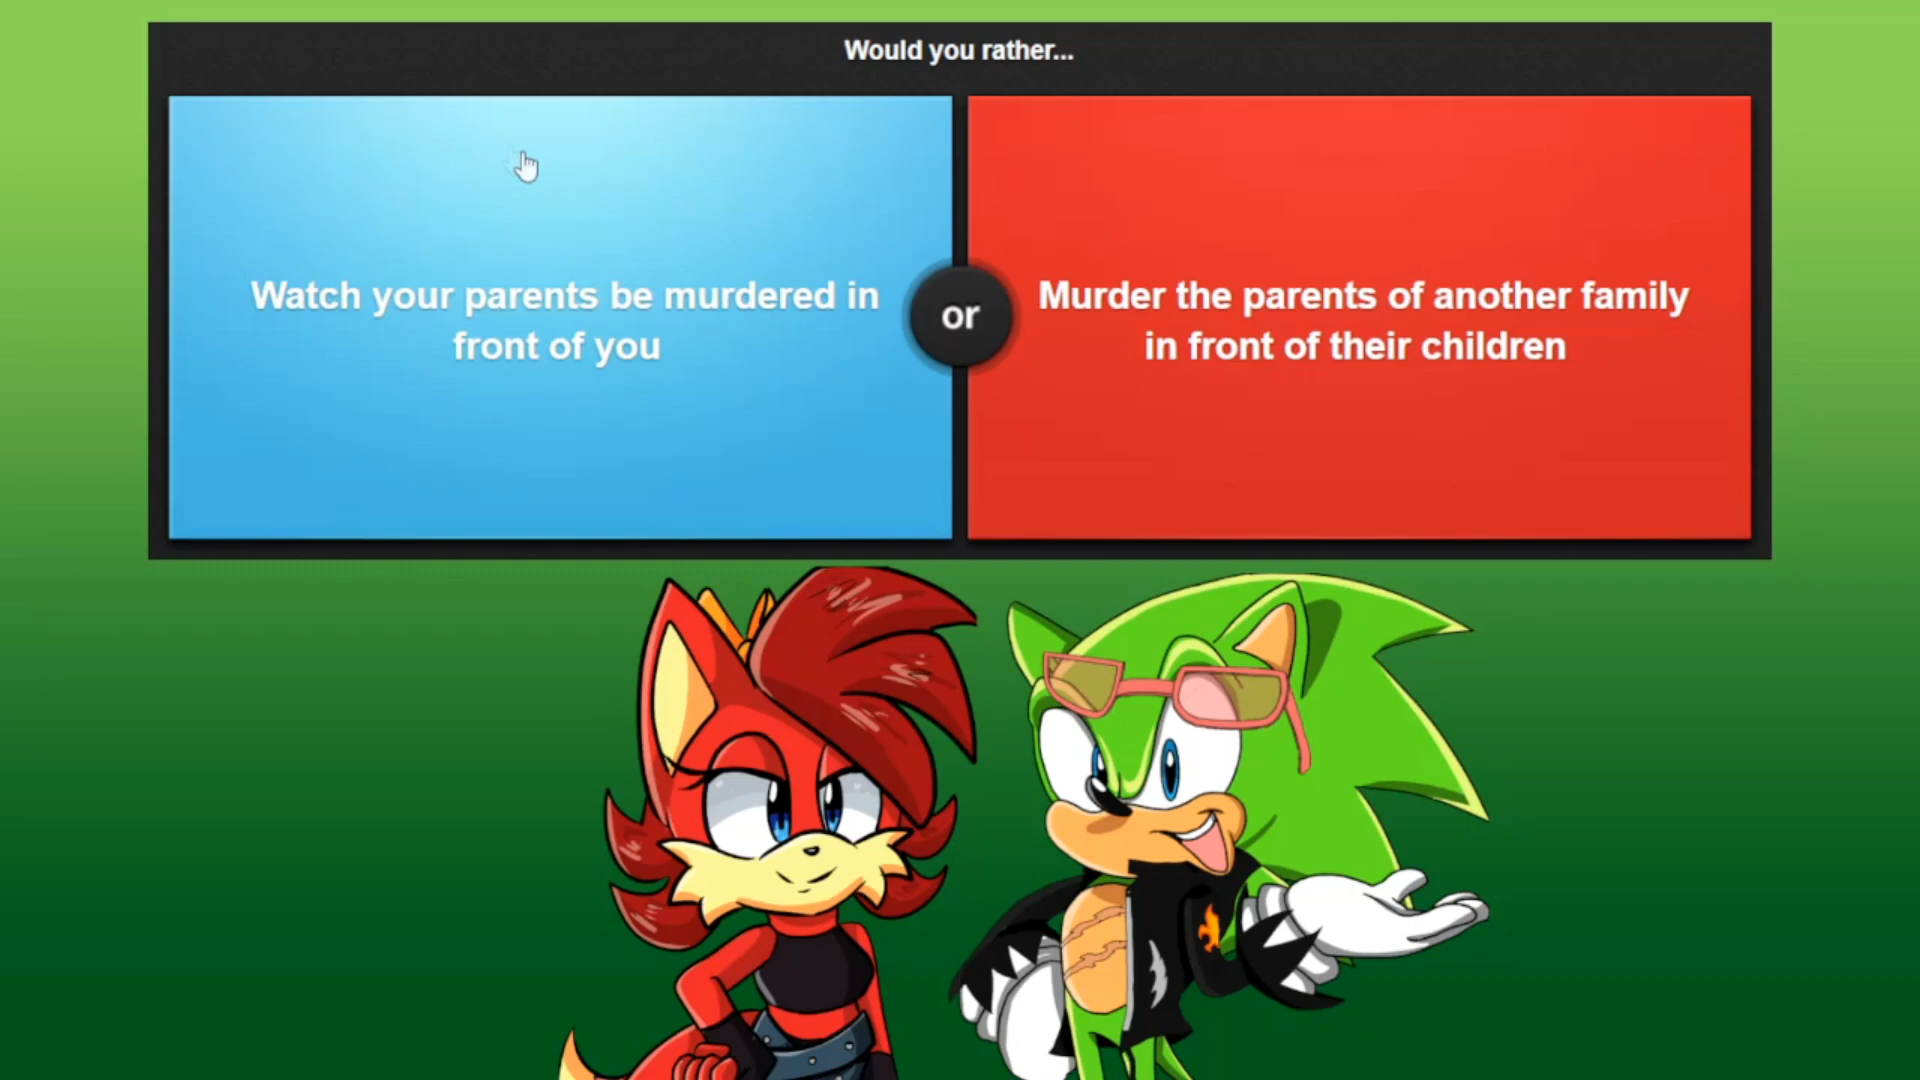 Would you rather...
Watch your parents be murdered in
front of you
or
Murder the parents of another family
in front of their children